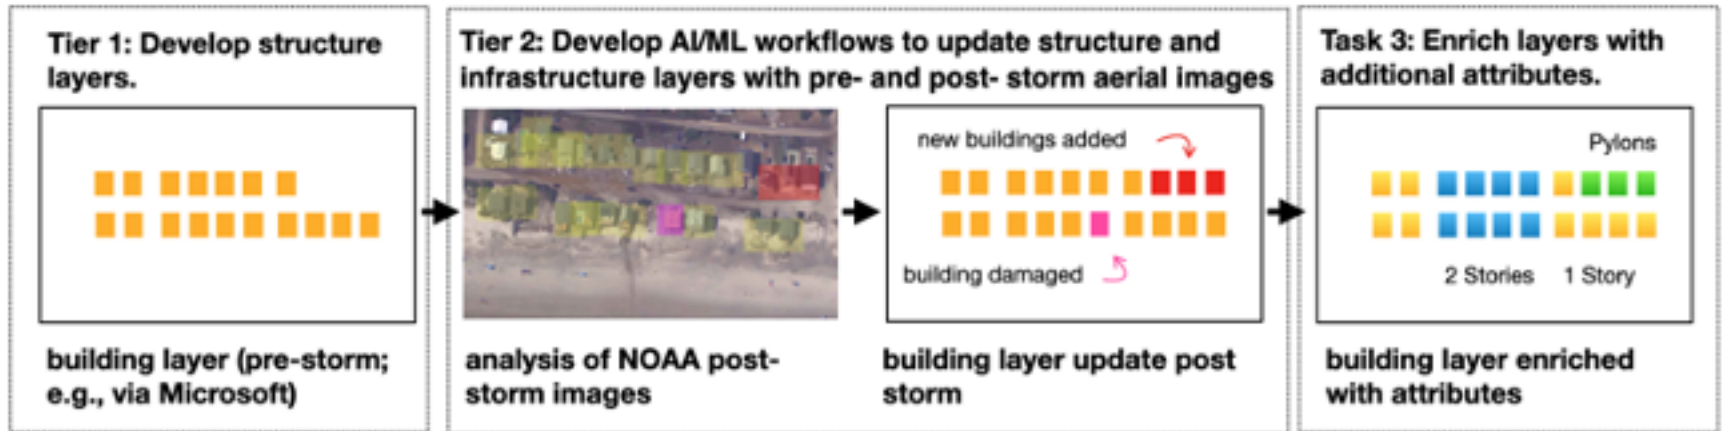 Tier 1: Develop structure
layers.
building layer (pre-storm;
e.g., via Microsoft)
Tier 2: Develop AI/ML workflows to update structure and
infrastructure layers with pre- and post- storm aerial images
analysis of NOAA post-
storm images
new buildings added
building damaged
building layer update post
storm
Task 3: Enrich layers with
additional attributes.
Pylons
2 Stories
1 Story
building layer enriched
with attributes